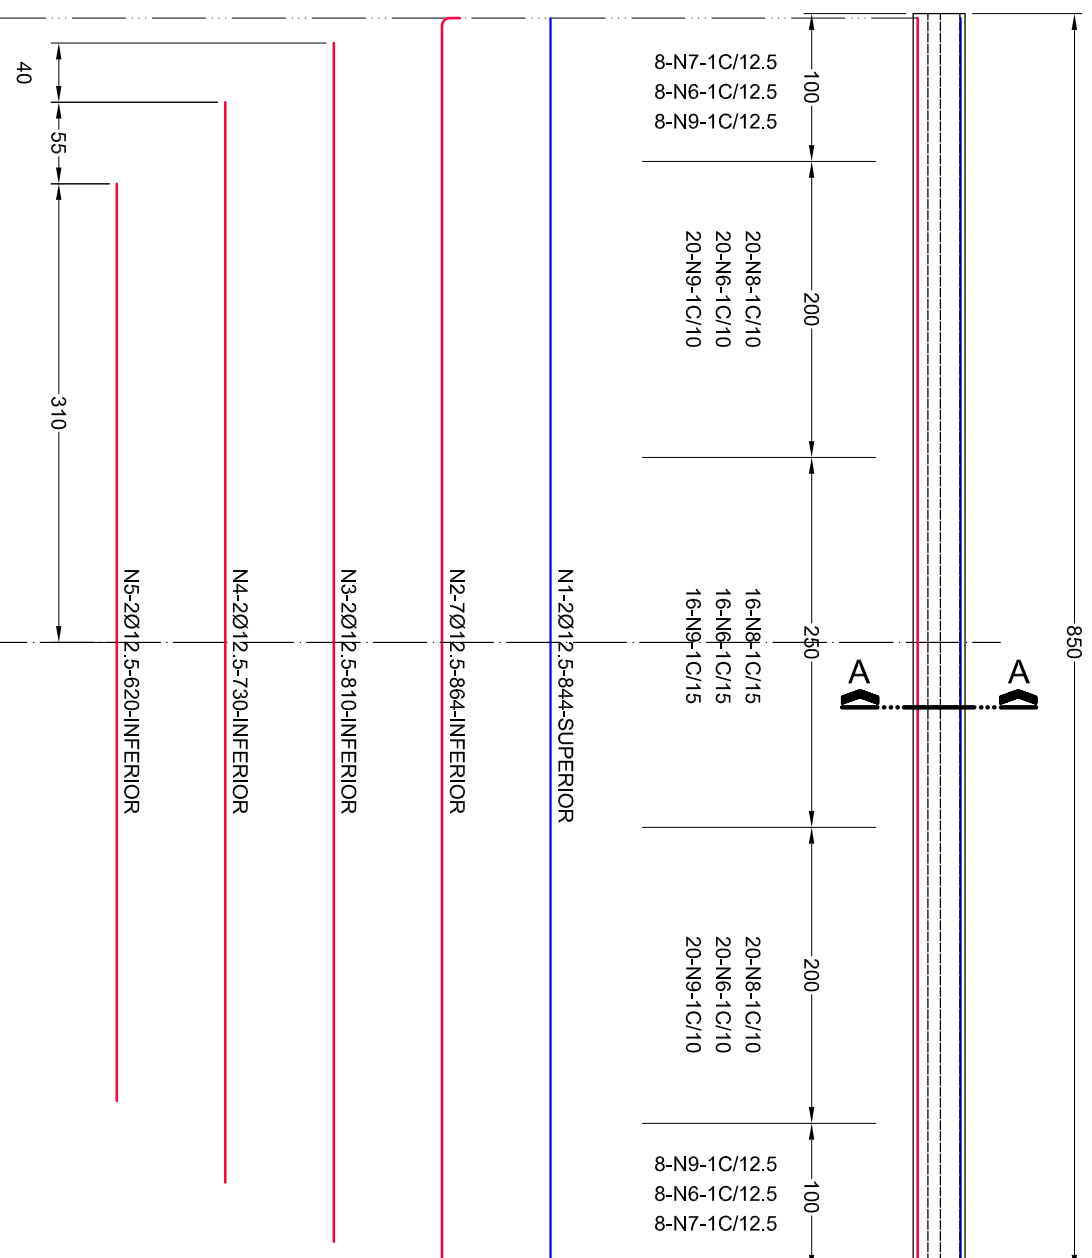 850
100
200
250
200
100
A
A
8-N7-1C/12.5
8-N6-1C/12.5
8-N9-1C/12.5
20-N8-1C/10
20-N6-1C/10
20-N9-1C/10
16-N8-1C/15
16-N6-1C/15
16-N9-1C/15
20-N8-1C/10
20-N6-1C/10
20-N9-1C/10
8-N9-1C/12.5
8-N6-1C/12.5
8-N7-1C/12.5
N1-2Ø12.5-844-SUPERIOR
N2-7Ø12.5-864-INFERIOR
N3-2Ø12.5-810-INFERIOR
N4-2Ø12.5-730-INFERIOR
N5-2Ø12.5-620-INFERIOR
40
55
310